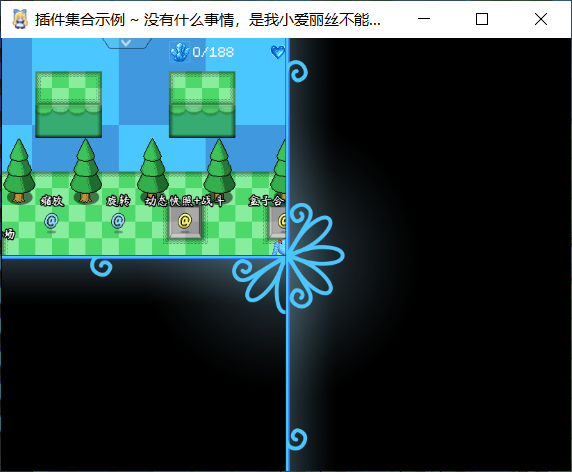 插件集合示例 ~ 没有什么事情，是我小爱丽丝不能...
0/188
缩放 旋转 动态快照+战斗 盒子合
@ @ @ @
场